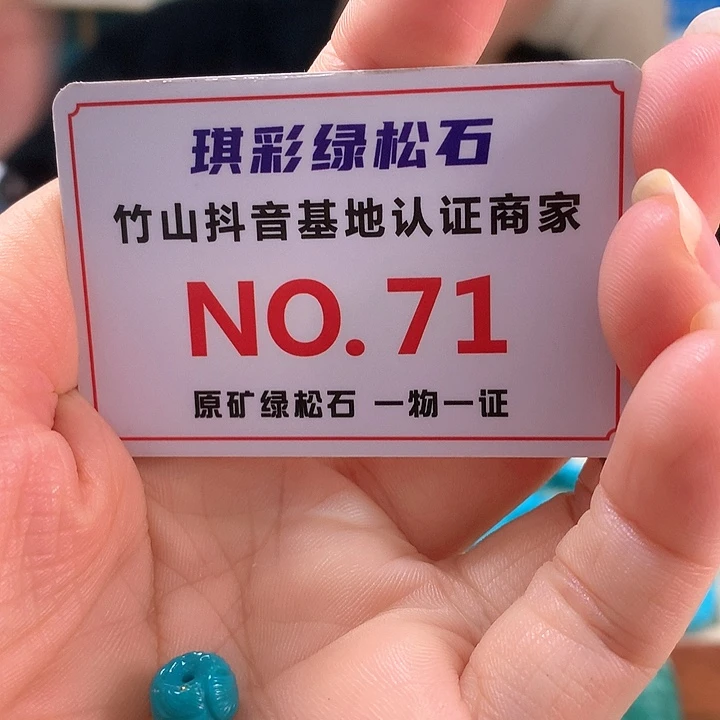 琪彩绿松石
竹山抖音基地认证商家
NO.71
原矿绿松石 一物一证